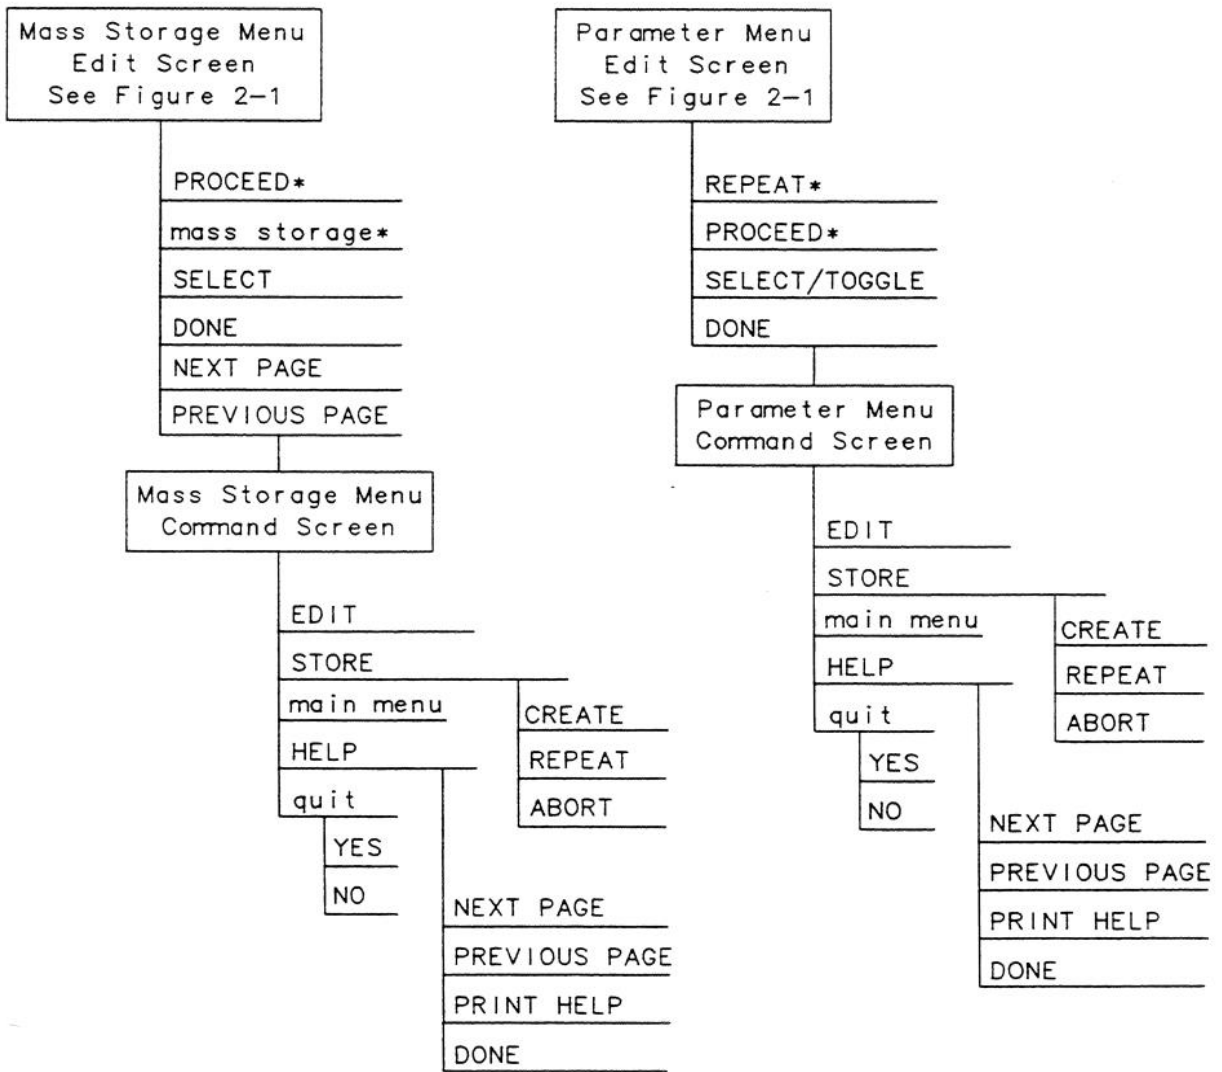 Mass Storage Menu
Edit Screen
See Figure 2-1
PROCEED*
mass storage*
SELECT
DONE
NEXT PAGE
PREVIOUS PAGE
Mass Storage Menu
Command Screen
EDIT
STORE
CREATE
REPEAT
ABORT
main menu
HELP
NEXT PAGE
PREVIOUS PAGE
PRINT HELP
DONE
quit
YES
NO
Parameter Menu
Edit Screen
See Figure 2-1
REPEAT*
PROCEED*
SELECT/TOGGLE
DONE
Parameter Menu
Command Screen
EDIT
STORE
CREATE
REPEAT
ABORT
main menu
HELP
NEXT PAGE
PREVIOUS PAGE
PRINT HELP
DONE
quit
YES
NO